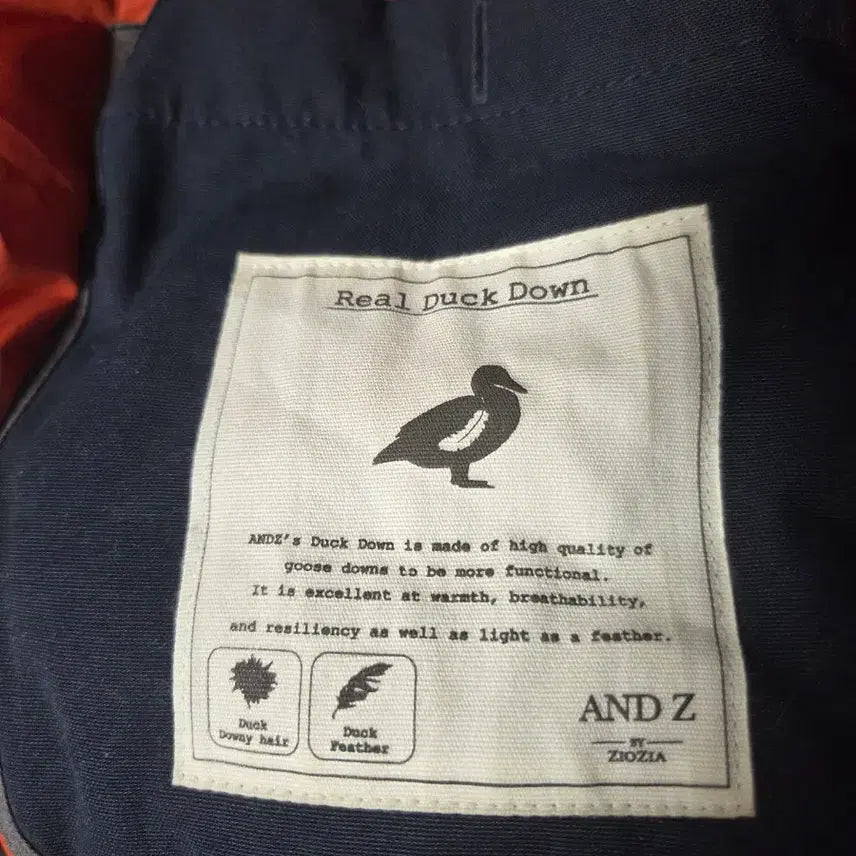 Real Duck Down
ANDZ's Duck Down is made of high quality of
goose downs to be more functional.
It is excellent at warmth, breathability,
and resiliency as well as light as a feather.
Duck
Downy hair
Duck
Feather
AND Z
BY
ZIOZIA